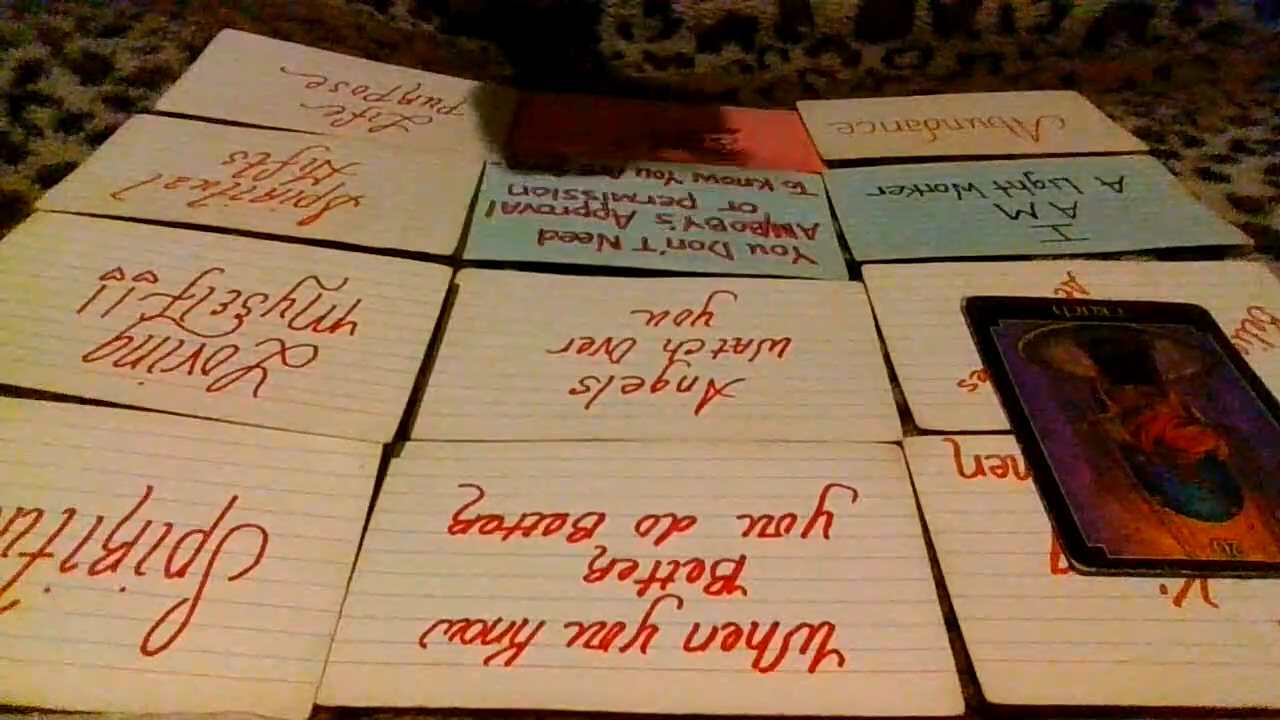 When you know
Better
you do Better
Angels
Watch Over
you
Loving
Myself!!
I
AM
A Light Worker
You Don't Need
ANYBODY'S Approval
or permission
To Know You
Spiritual
Gifts
Abundance
Life
Purpose